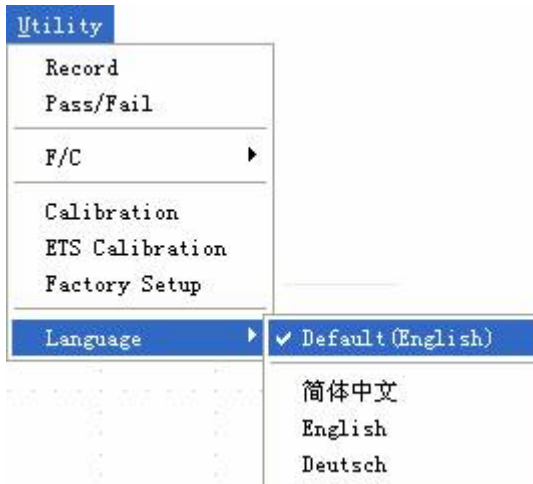 Utility
Record
Pass/Fail
F/C
Calibration
ETS Calibration
Factory Setup
Language
Default(English)
简体中文
English
Deutsch